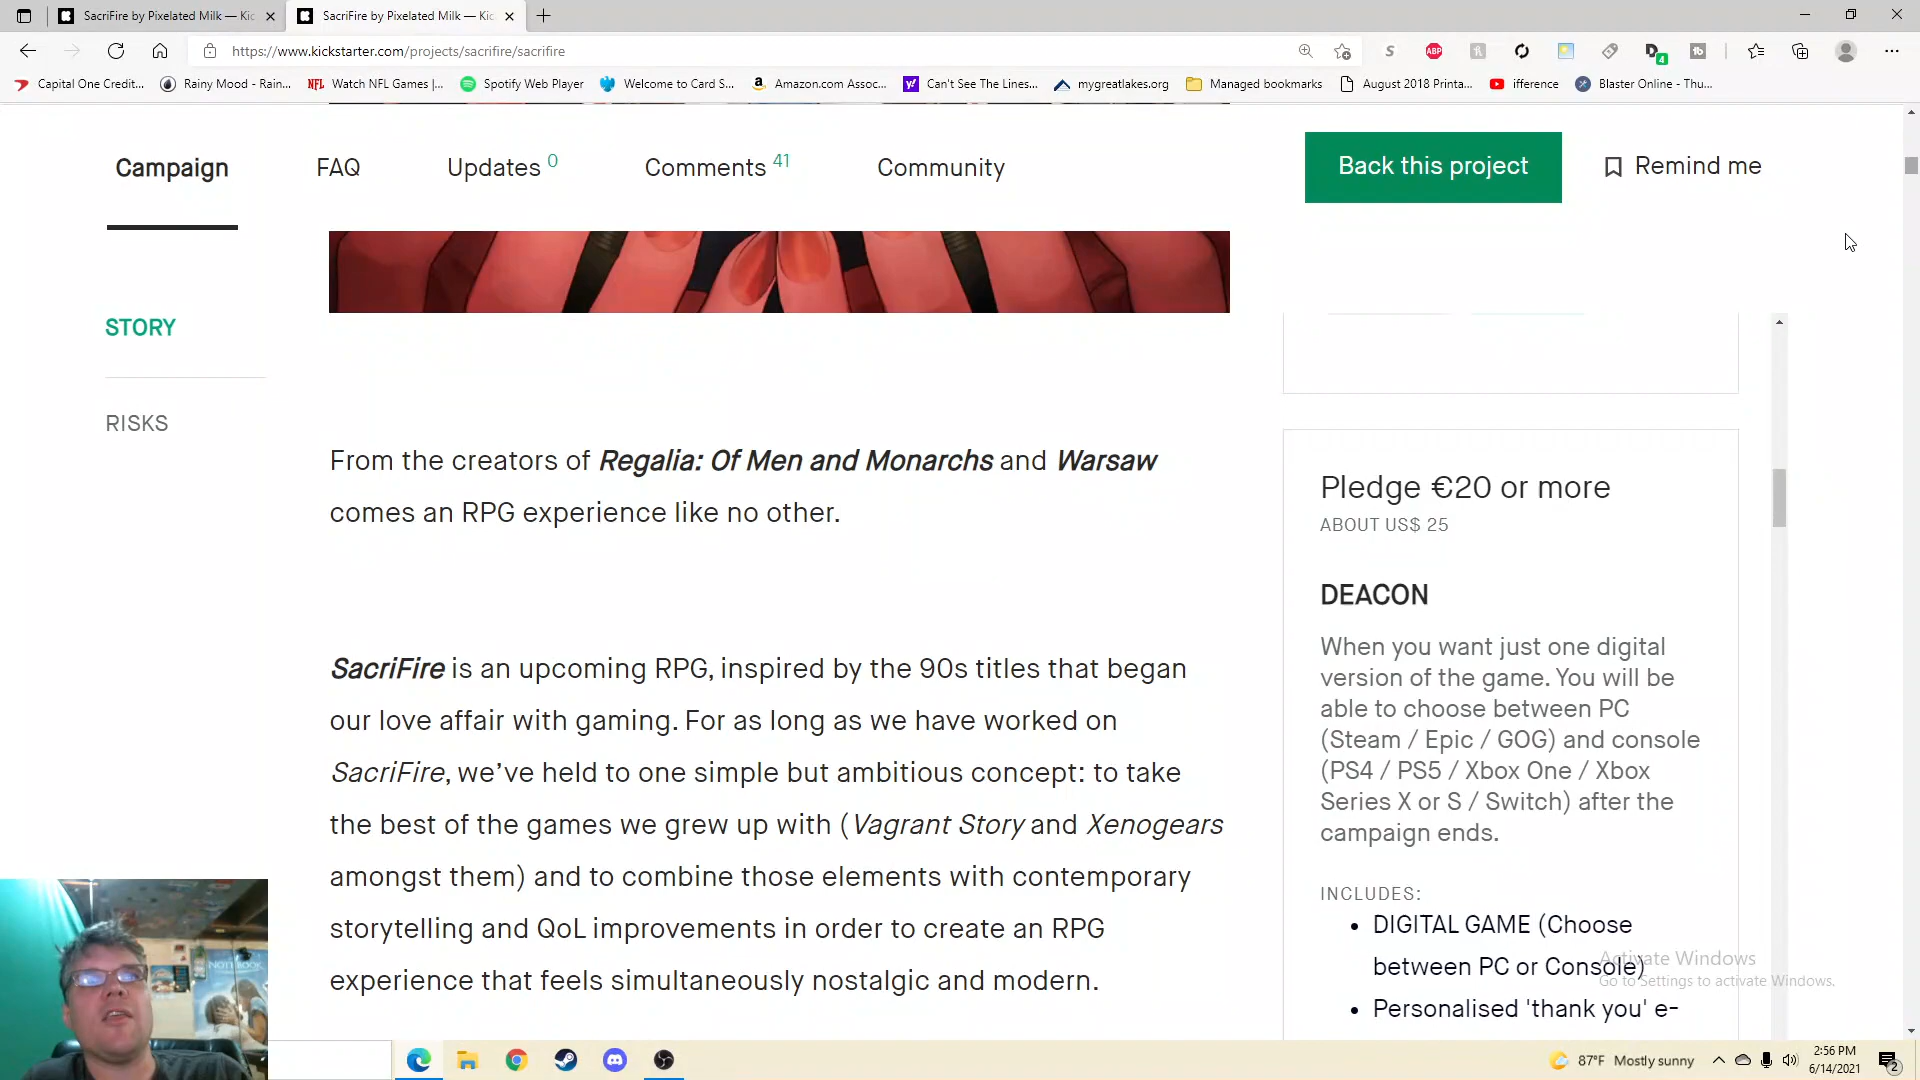 SacriFire by Pixelated Milk — Kic
SacriFire by Pixelated Milk — Kic
https://www.kickstarter.com/projects/sacrifire/sacrifire
S
ABP
4
Capital One Credit...
Rainy Mood - Rain...
NFL
Watch NFL Games |...
Spotify Web Player
Welcome to Card S...
Amazon.com Assoc...
Can't See The Lines...
mygreatlakes.org
Managed bookmarks
August 2018 Printa...
ifference
Blaster Online - Thu...
Campaign
FAQ
Updates 0
Comments 41
Community
Back this project
Remind me
STORY
RISKS
From the creators of Regalia: Of Men and Monarchs and Warsaw
comes an RPG experience like no other.
SacriFire is an upcoming RPG, inspired by the 90s titles that began
our love affair with gaming. For as long as we have worked on
SacriFire, we’ve held to one simple but ambitious concept: to take
the best of the games we grew up with (Vagrant Story and Xenogears
amongst them) and to combine those elements with contemporary
storytelling and QoL improvements in order to create an RPG
experience that feels simultaneously nostalgic and modern.
Pledge €20 or more
ABOUT US$ 25
DEACON
When you want just one digital
version of the game. You will be
able to choose between PC
(Steam / Epic / GOG) and console
(PS4 / PS5 / Xbox One / Xbox
Series X or S / Switch) after the
campaign ends.
INCLUDES:
• DIGITAL GAME (Choose
between PC or Console)
• Personalised 'thank you' e-
Activate Windows
Go to Settings to activate Windows.
NOTEBOOK
87°F Mostly sunny
2:56 PM
6/14/2021
2